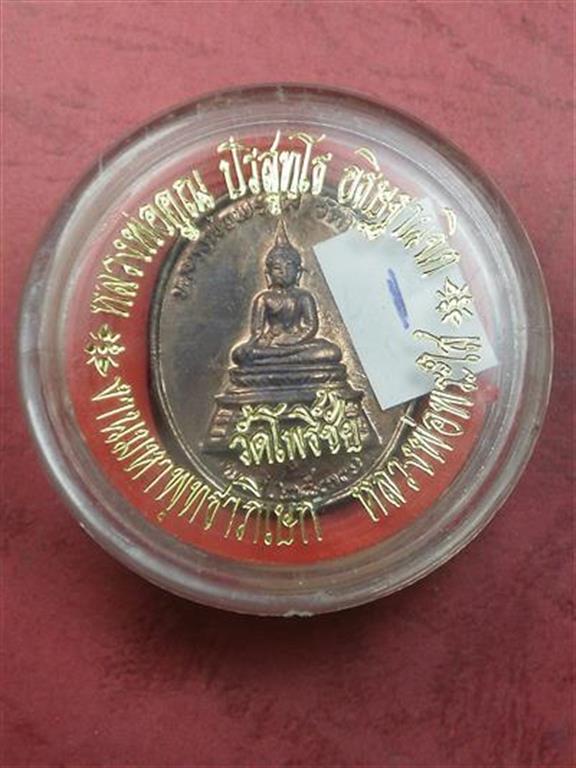 หลวงพ่อคูณ ปริสุทฺโธ อธิษฐานจิต
งานมหาพุทธาภิเษก หลวงพ่อพระใส
วัดโพธิ์ชัย